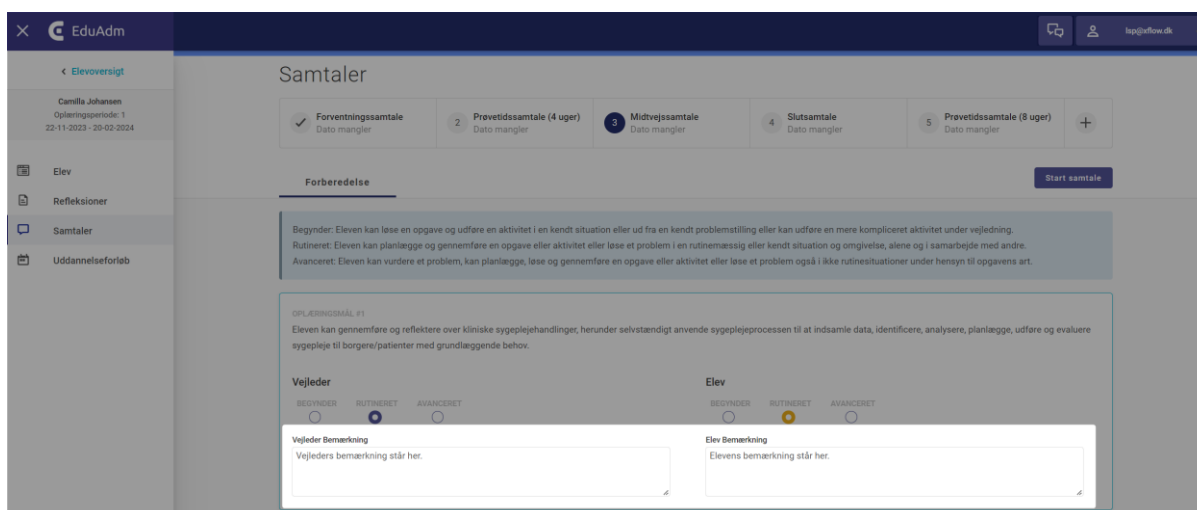 EduAdm
lap@xflow.dk
Elevoversigt
Camilla Johansen
Oplæringsperiode: 1
22-11-2023 - 20-02-2024
Elev
Refleksioner
Samtaler
Uddannelseforløb
Samtaler
Forventningssamtale
Dato mangler
2 Prøvetidssamtale (4 uger)
Dato mangler
3 Midtvejssamtale
Dato mangler
4 Slutsamtale
Dato mangler
5 Prøvetidssamtale (8 uger)
Dato mangler
Forberedelse
Start samtale
Begynder: Eleven kan løse en opgave og udføre en aktivitet i en kendt situation eller ud fra en kendt problemstilling eller kan udføre en mere kompliceret aktivitet under vejledning.
Rutineret: Eleven kan planlægge og gennemføre en opgave eller aktivitet eller løse et problem i en rutinemæssig eller kendt situation og omgivelse, alene og i samarbejde med andre.
Avanceret: Eleven kan vurdere et problem, kan planlægge, løse og gennemføre en opgave eller aktivitet eller løse et problem også i ikke rutinesituationer under hensyn til opgavens art.
OPLÆRINGSMÅL #1
Eleven kan gennemføre og reflektere over kliniske sygeplejehandlinger, herunder selvstændigt anvende sygeplejeprocessen til at indsamle data, identificere, analysere, planlægge, udføre og evaluere
sygepleje til borgere/patienter med grundlæggende behov.
Vejleder
BEGYNDER RUTINERET AVANCERET
Elev
BEGYNDER RUTINERET AVANCERET
Vejleder Bemærkning
Vejleders bemærkning står her.
Elev Bemærkning
Elevens bemærkning står her.